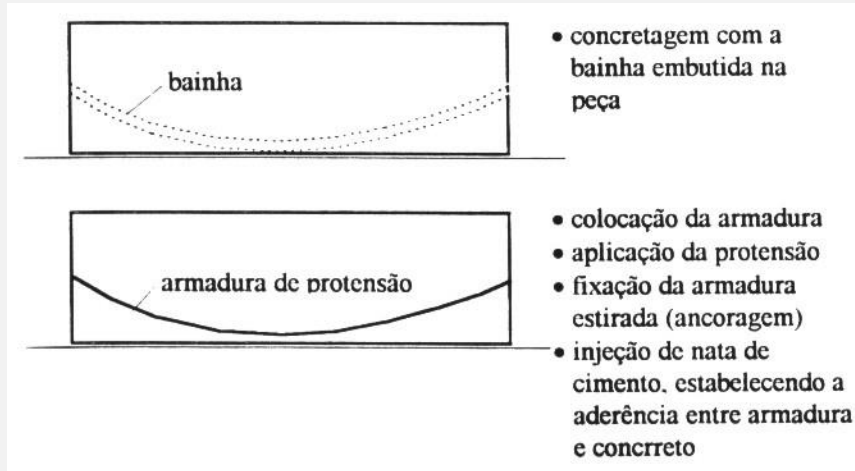 bainha
• concretagem com a
bainha embutida na
peça
armadura de protensão
• colocação da armadura
• aplicação da protensão
• fixação da armadura
estirada (ancoragem)
• injeção de nata de
cimento, estabelecendo a
aderência entre armadura
e concrreto